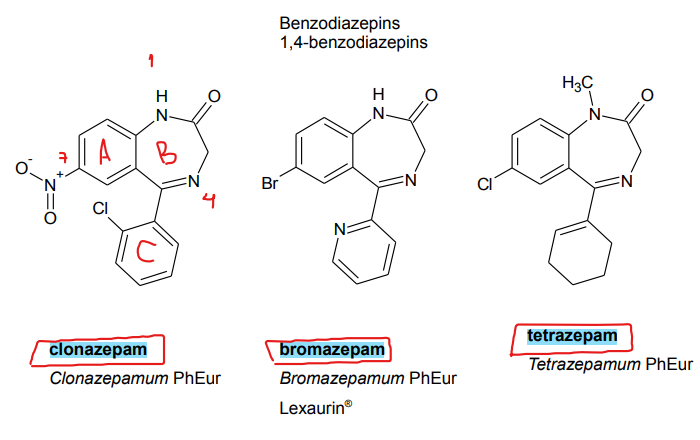 Benzodiazepins
1,4-benzodiazepins
1
H
N
O
7
A
B
O-
N+
O
N
4
Cl
C
H
N
O
Br
N
N
H3C
N
O
Cl
N
clonazepam
Clonazepamum PhEur
bromazepam
Bromazepamum PhEur
Lexaurin®
tetrazepam
Tetrazepamum PhEur